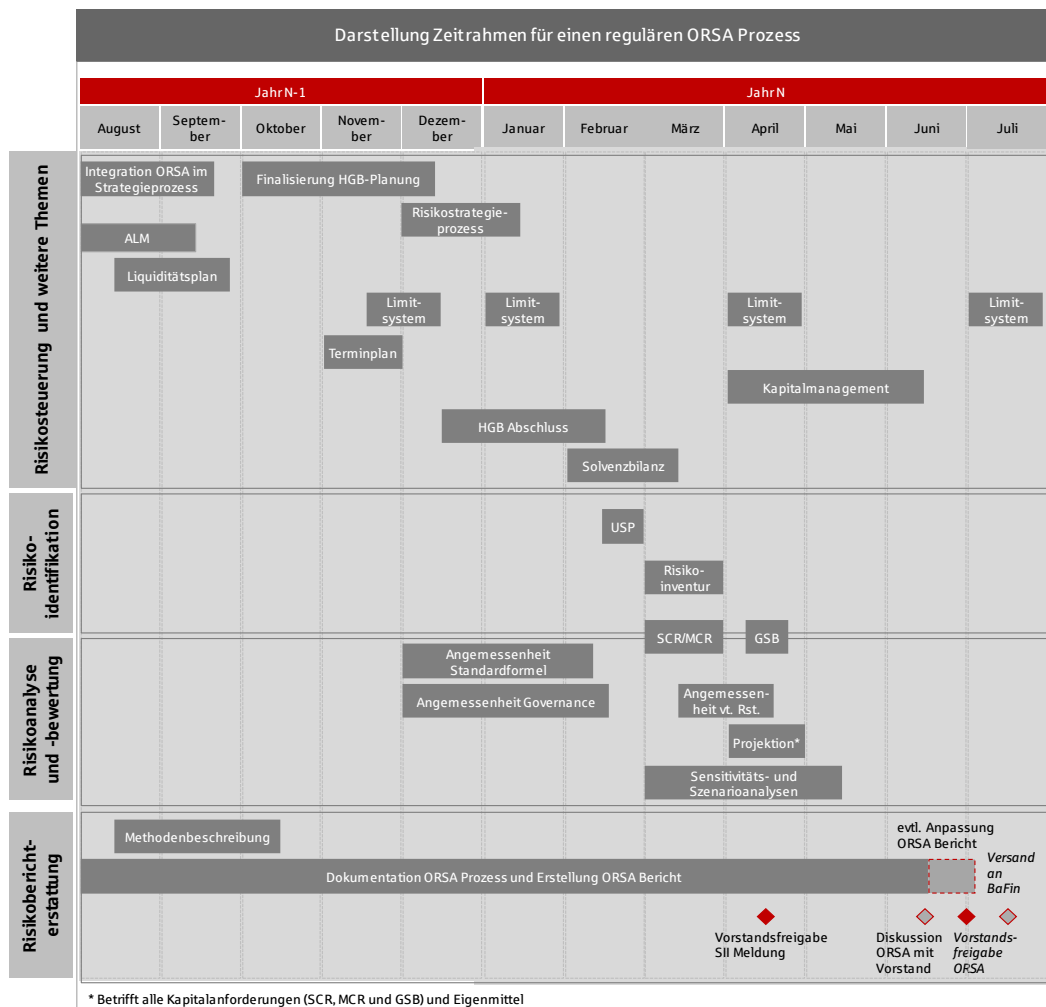 Darstellung Zeitrahmen für einen regulären ORSA Prozess
Jahr N-1
Jahr N
August
Septem-
ber
Oktober
Novem-
ber
Dezem-
ber
Januar
Februar
März
April
Mai
Juni
Juli
Risikosteuerung und weitere Themen
Integration ORSA im
Strategieprozess
Finalisierung HGB-Planung
Risikostrategie-
prozess
ALM
Liquiditätsplan
Limit-
system
Limit-
system
Limit-
system
Limit-
system
Terminplan
Kapitalmanagement
HGB Abschluss
Solvenzbilanz
Risiko-
identifikation
USP
Risiko-
inventur
SCR/MCR
GSB
Risikoanalyse
und -bewertung
Angemessenheit
Standardformel
Angemessenheit Governance
Angemessen-
heit vt. Rst.
Projektion*
Sensitivitäts- und
Szenarioanalysen
Risikobericht-
erstattung
Methodenbeschreibung
evtl. Anpassung
ORSA Bericht
Dokumentation ORSA Prozess und Erstellung ORSA Bericht
Versand
an
BaFin
Vorstandsfreigabe
SII Meldung
Diskussion
ORSA mit
Vorstand
Vorstands-
freigabe
ORSA
* Betrifft alle Kapitalanforderungen (SCR, MCR und GSB) und Eigenmittel